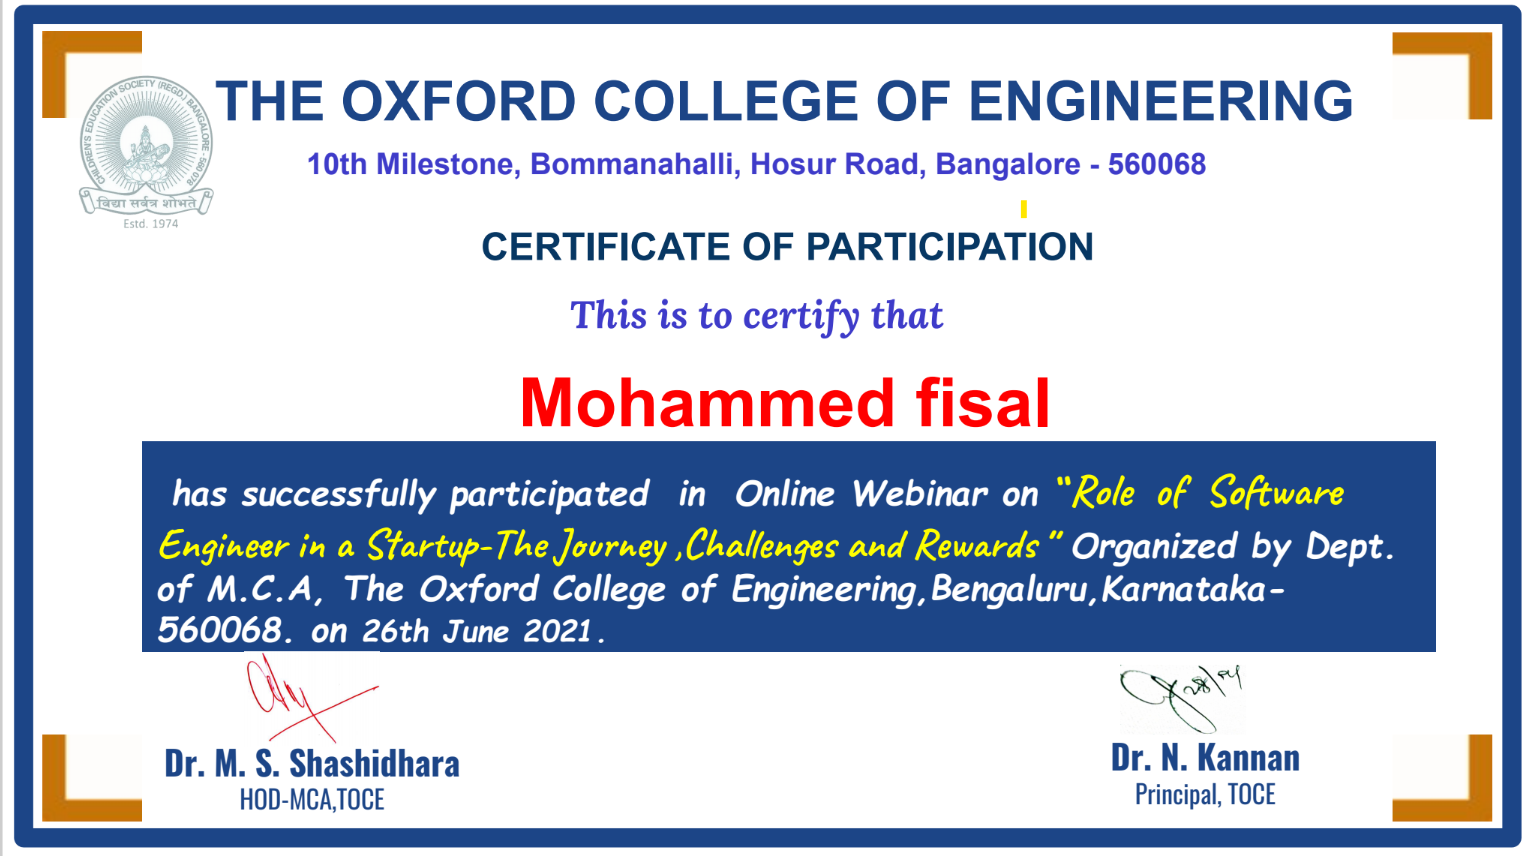 CHILDREN'S EDUCATION SOCIETY (REGD.) BANGALORE - 560 078
विद्या सर्वत्र शोभते
Estd. 1974
THE OXFORD COLLEGE OF ENGINEERING
10th Milestone, Bommanahalli, Hosur Road, Bangalore - 560068
CERTIFICATE OF PARTICIPATION
This is to certify that
Mohammed fisal
has successfully participated in Online Webinar on “Role of Software
Engineer in a Startup-The Journey ,Challenges and Rewards ” Organized by Dept.
of M.C.A, The Oxford College of Engineering,Bengaluru,Karnataka-
560068. on 26th June 2021.
Dr. M. S. Shashidhara
HOD-MCA,TOCE
Dr. N. Kannan
Principal, TOCE